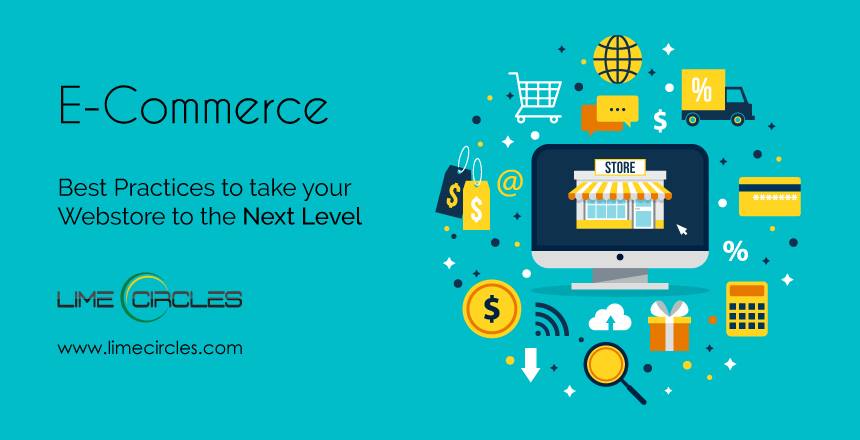 E-Commerce
Best Practices to take your
Webstore to the Next Level
LIME CIRCLES
www.limecircles.com
%
$
@
STORE
$
$
*******
%
$